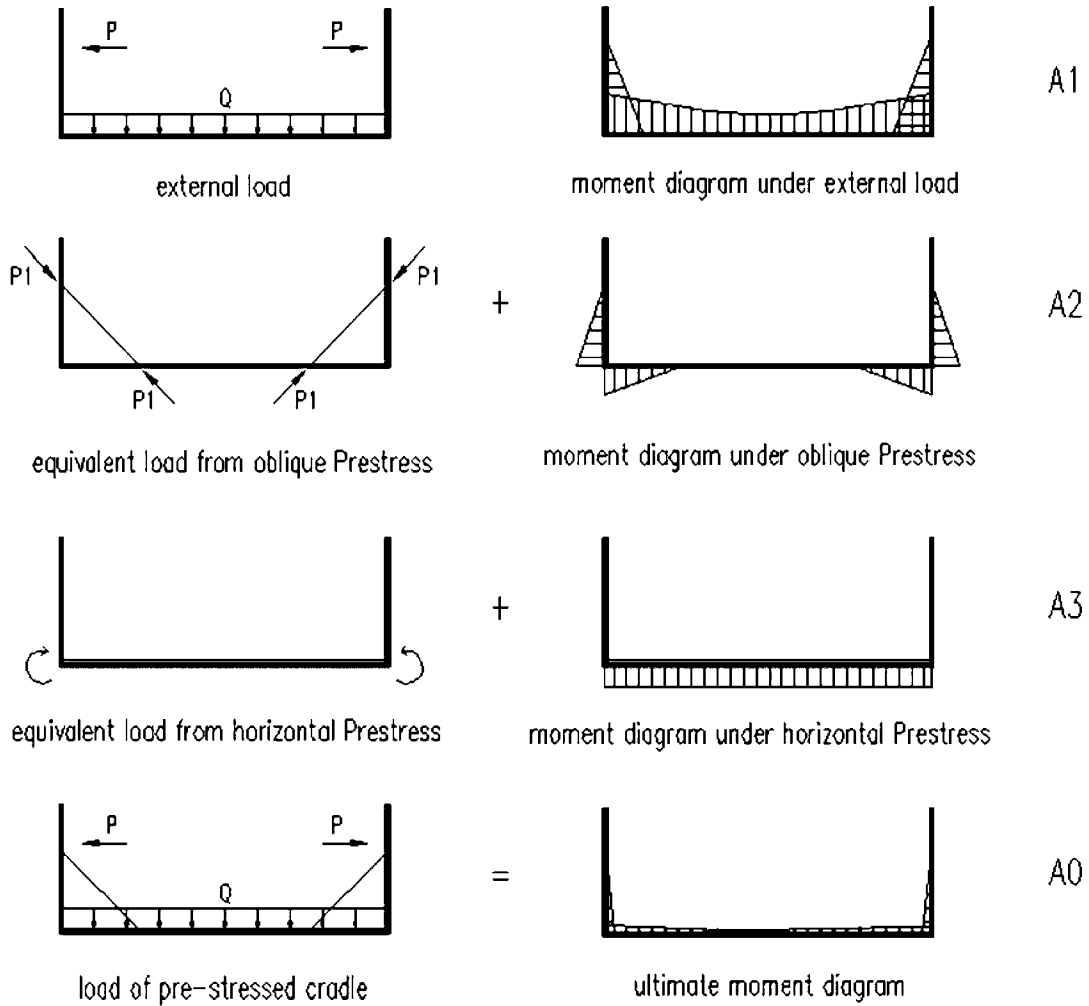 P P
Q
A1
external load
moment diagram under external load
P1 P1
+
A2
P1 P1
equivalent load from oblique Prestress
moment diagram under oblique Prestress
+
A3
equivalent load from horizontal Prestress
moment diagram under horizontal Prestress
P P
Q
=
A0
load of pre-stressed cradle
ultimate moment diagram